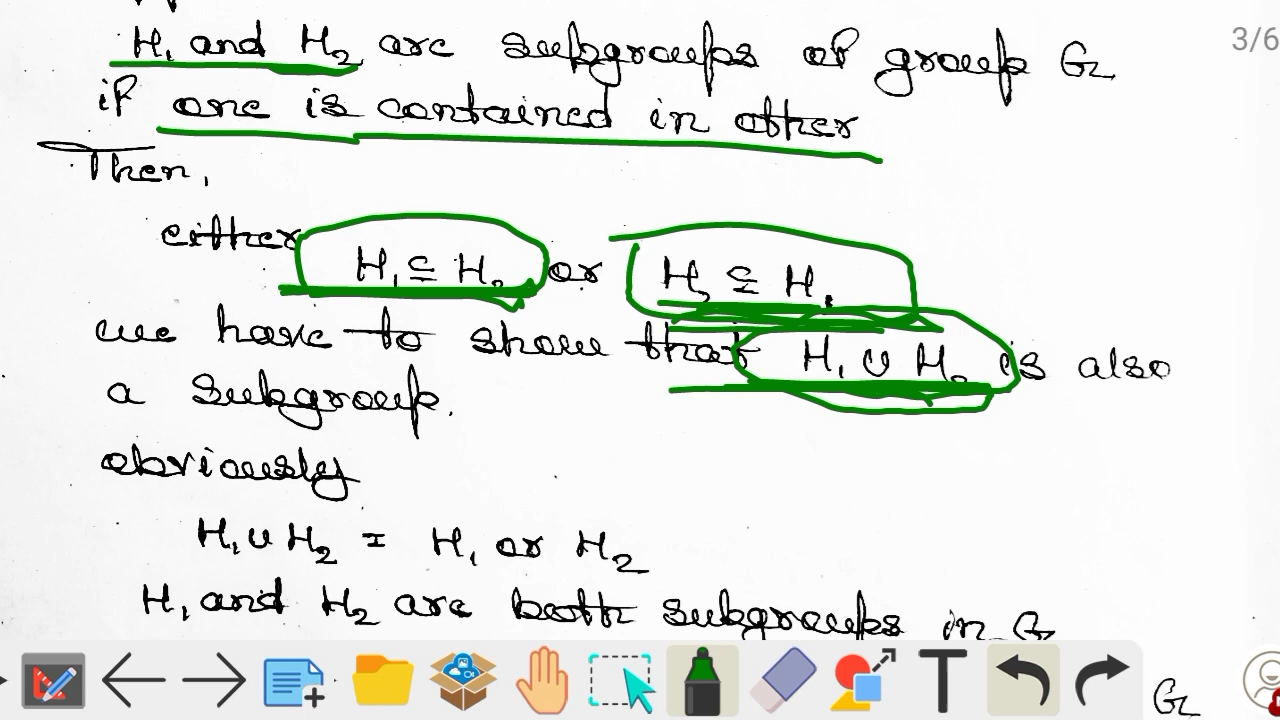 3/6
H₁ and H₂ are subgroups of group G
if one is contained in other
Then,
either H₁ ⊆ H₂ or H₂ ⊆ H₁
we have to show that H₁ ∪ H₂ is also
a subgroup.
obviously
H₁ ∪ H₂ = H₁ or H₂
H₁ and H₂ are both subgroups in G
G